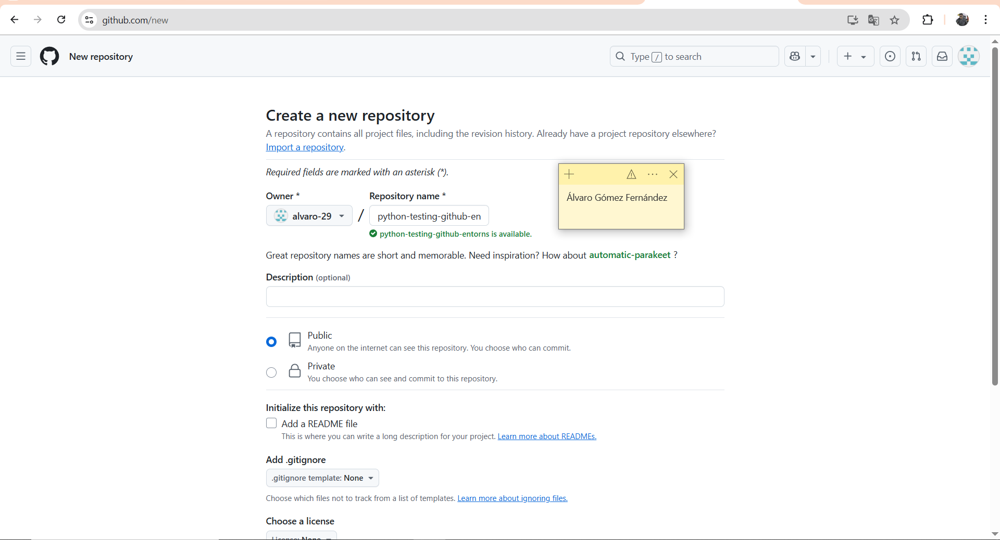 github.com/new
New repository
Type / to search
Create a new repository
A repository contains all project files, including the revision history. Already have a project repository elsewhere?
Import a repository.
Required fields are marked with an asterisk (*).
Owner *
Repository name *
alvaro-29
/
python-testing-github-en
python-testing-github-entorns is available.
Álvaro Gómez Fernández
Great repository names are short and memorable. Need inspiration? How about automatic-parakeet ?
Description (optional)
Public
Anyone on the internet can see this repository. You choose who can commit.
Private
You choose who can see and commit to this repository.
Initialize this repository with:
Add a README file
This is where you can write a long description for your project. Learn more about READMEs.
Add .gitignore
.gitignore template: None
Choose which files not to track from a list of templates. Learn more about ignoring files.
Choose a license
License: None